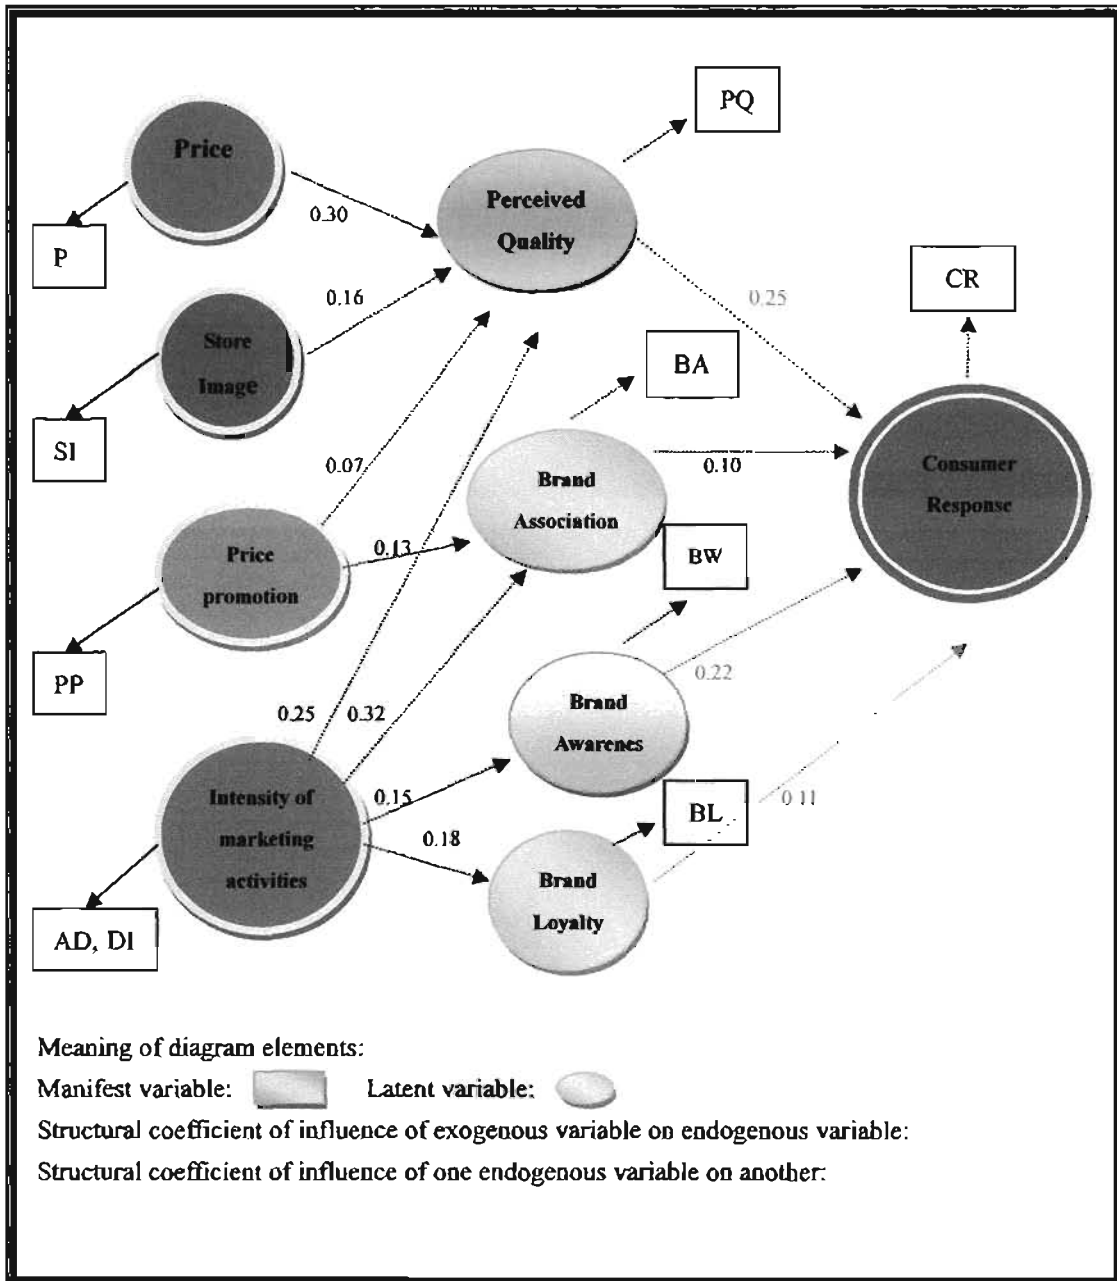 PQ
Price
Perceived
Quality
0.30
P
CR
0.16
0.25
Store
Image
BA
SI
0.07
Brand
Association
0.10
Consumer
Response
0.13
Price
promotion
BW
PP
0.22
0.25
0.32
Brand
Awarenes
0.15
Intensity of
marketing
activities
BL
0.11
0.18
Brand
Loyalty
AD, DI
Meaning of diagram elements:
Manifest variable:
Latent variable:
Structural coefficient of influence of exogenous variable on endogenous variable:
Structural coefficient of influence of one endogenous variable on another: